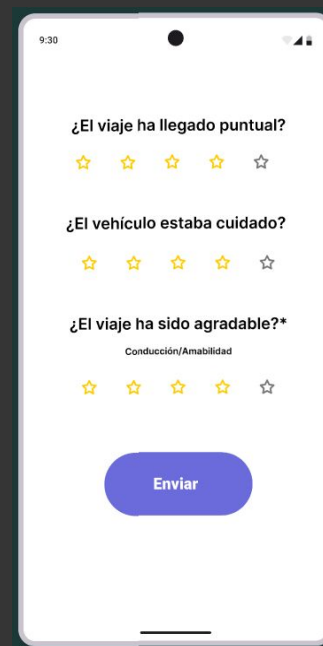 9:30
¿El viaje ha llegado puntual?
¿El vehículo estaba cuidado?
¿El viaje ha sido agradable?*
Conducción/Amabilidad
Enviar